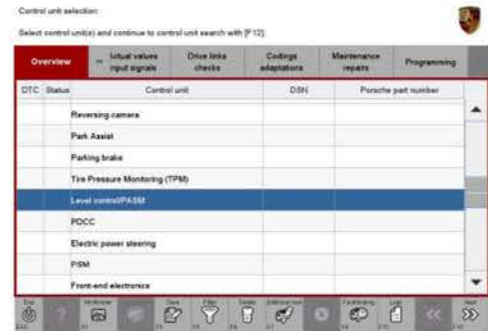 Control unit selection:
Select control unit(s) and continue to control unit search with [F12].
Overview
Actual values input signals
Drive links checks
Codings adaptations
Maintenance repairs
Programming
DTC Status Control unit DSN Porsche part number
Reversing camera
Park Assist
Parking brake
Tire Pressure Monitoring (TPM)
Level control/PASM
PDCC
Electric power steering
PSM
Front-end electronics